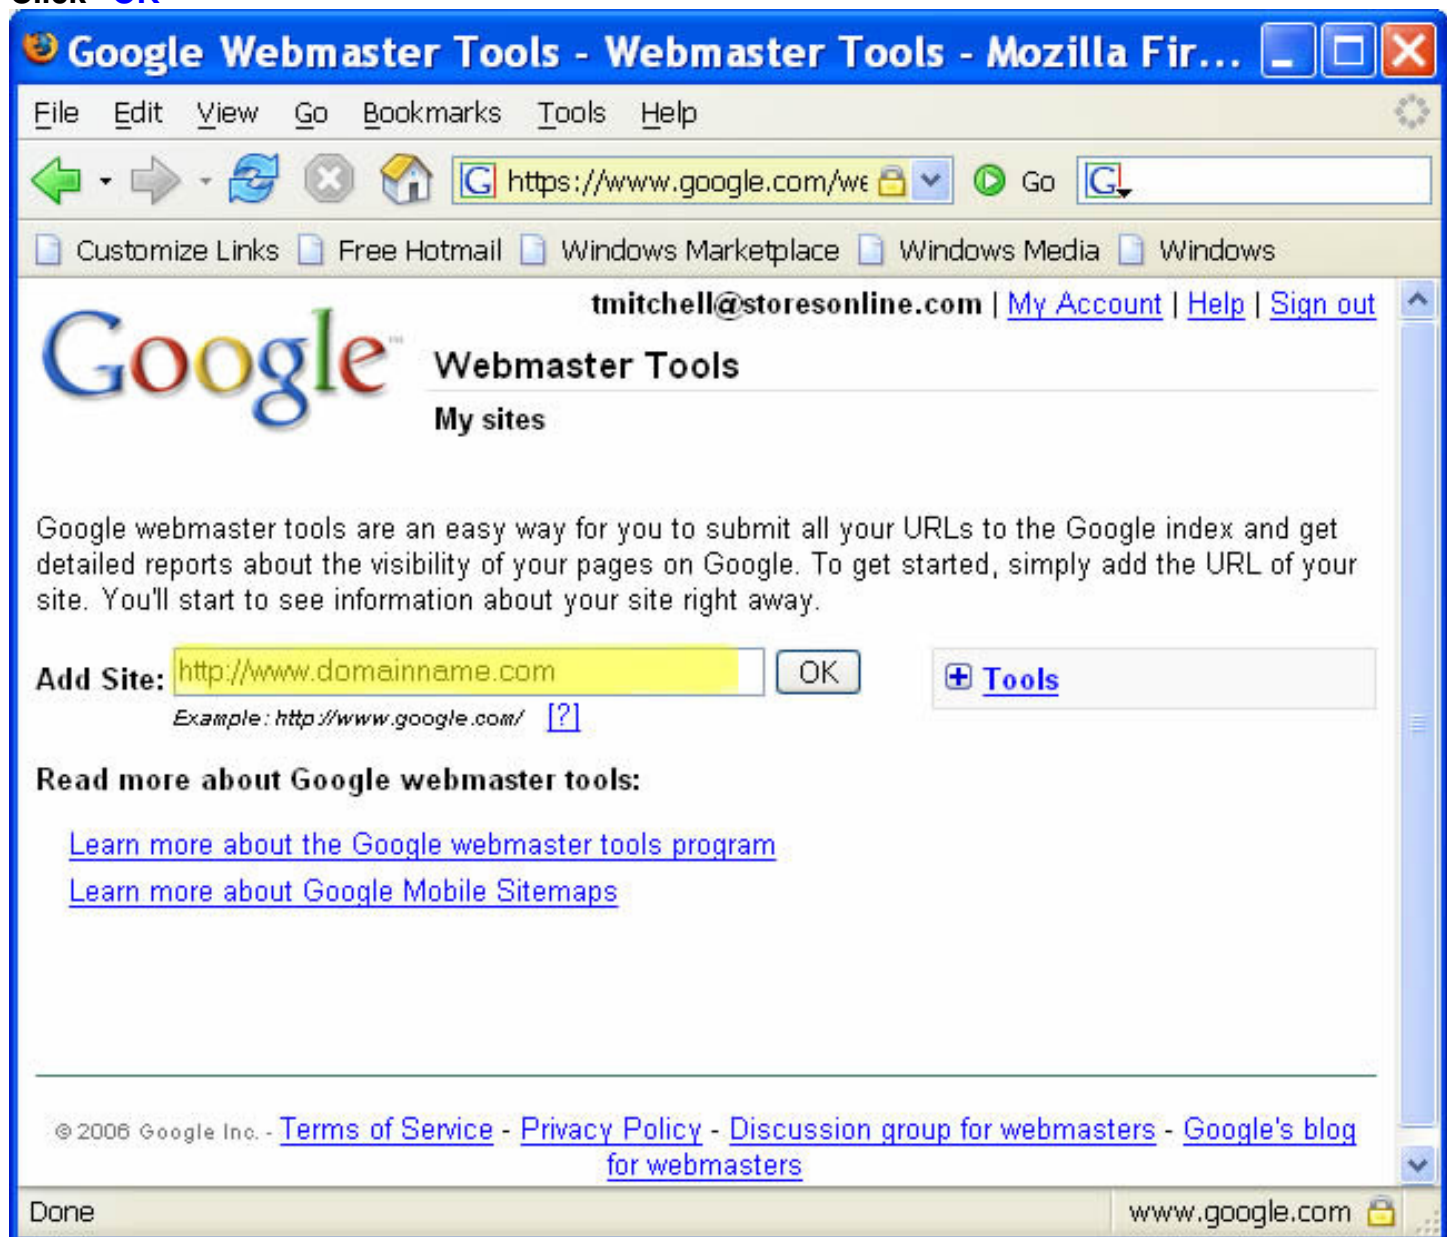 Click "OK"
Google Webmaster Tools - Webmaster Tools - Mozilla Fir...
File Edit View Go Bookmarks Tools Help
https://www.google.com/we Go
Customize Links Free Hotmail Windows Marketplace Windows Media Windows
tmitchell@storesonline.com | My Account | Help | Sign out
Google™
Webmaster Tools
My sites
Google webmaster tools are an easy way for you to submit all your URLs to the Google index and get
detailed reports about the visibility of your pages on Google. To get started, simply add the URL of your
site. You'll start to see information about your site right away.
Add Site: http://www.domainname.com OK
Tools
Example: http://www.google.com/ [?]
Read more about Google webmaster tools:
Learn more about the Google webmaster tools program
Learn more about Google Mobile Sitemaps
© 2006 Google Inc. - Terms of Service - Privacy Policy - Discussion group for webmasters - Google's blog
for webmasters
Done www.google.com